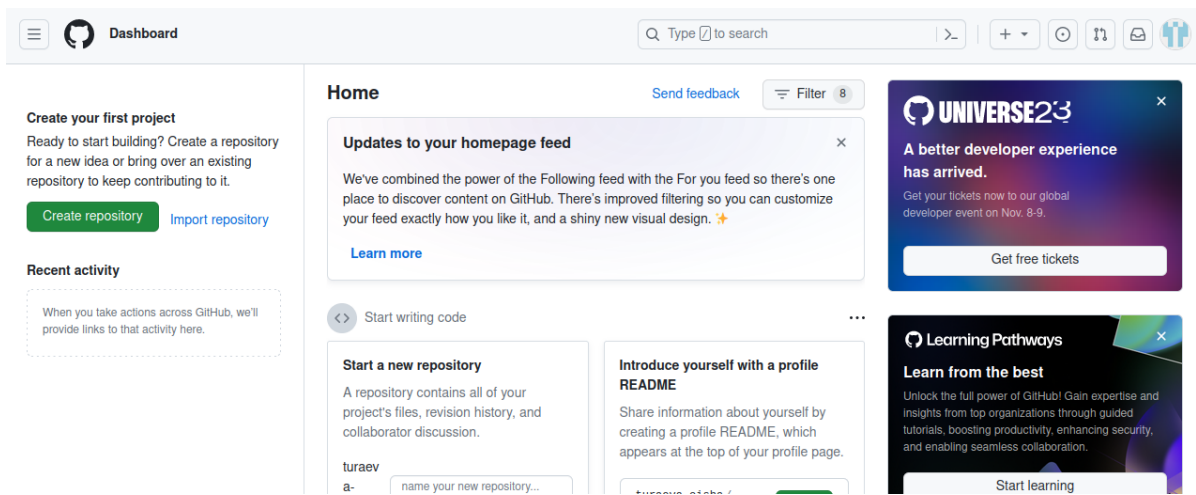 Dashboard
Type / to search
Create your first project
Ready to start building? Create a repository
for a new idea or bring over an existing
repository to keep contributing to it.
Create repository
Import repository
Recent activity
When you take actions across GitHub, we'll
provide links to that activity here.
Home
Send feedback
Filter 8
Updates to your homepage feed
We've combined the power of the Following feed with the For you feed so there's one
place to discover content on GitHub. There's improved filtering so you can customize
your feed exactly how you like it, and a shiny new visual design. ✨
Learn more
Start writing code
Start a new repository
A repository contains all of your
project's files, revision history, and
collaborator discussion.
turaev
a-
name your new repository...
Introduce yourself with a profile
README
Share information about yourself by
creating a profile README, which
appears at the top of your profile page.
UNIVERSE23
A better developer experience
has arrived.
Get your tickets now to our global
developer event on Nov. 8-9.
Get free tickets
Learning Pathways
Learn from the best
Unlock the full power of GitHub! Gain expertise and
insights from top organizations through guided
tutorials, boosting productivity, enhancing security,
and enabling seamless collaboration.
Start learning